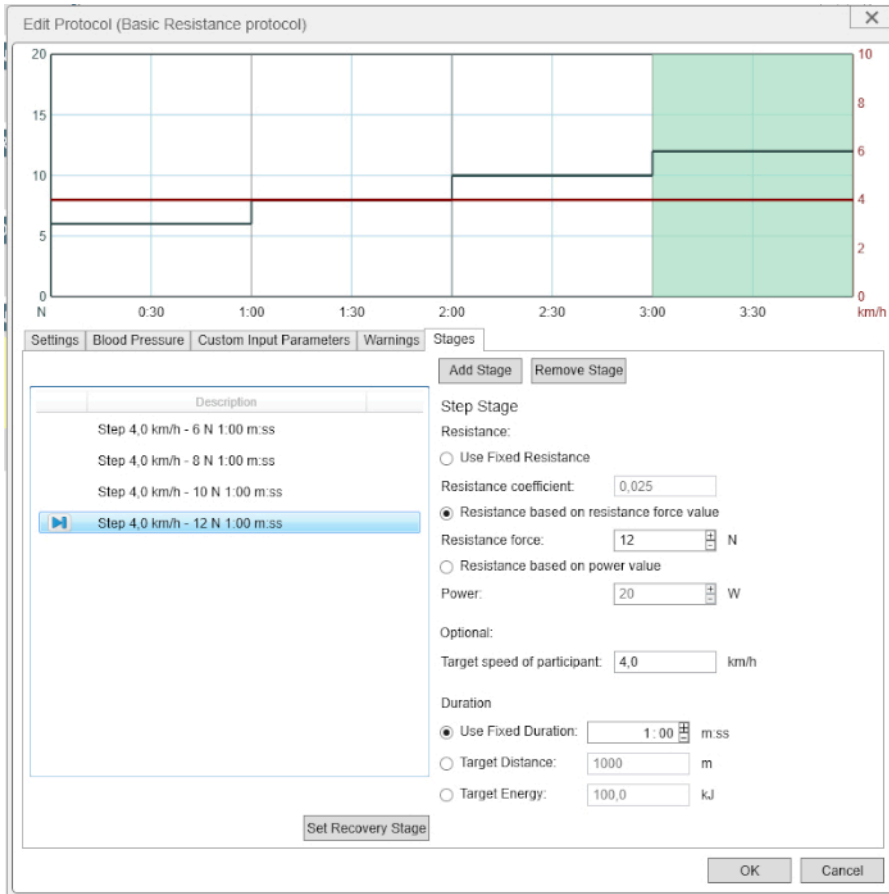 Edit Protocol (Basic Resistance protocol)
20 10
8
15
6
10
4
5
2
0 0
N 0:30 1:00 1:30 2:00 2:30 3:00 3:30 km/h
Settings Blood Pressure Custom Input Parameters Warnings Stages
Add Stage Remove Stage
Description
Step 4,0 km/h - 6 N 1:00 m:ss
Step 4,0 km/h - 8 N 1:00 m:ss
Step 4,0 km/h - 10 N 1:00 m:ss
Step 4,0 km/h - 12 N 1:00 m:ss
Step Stage
Resistance:
Use Fixed Resistance
Resistance coefficient: 0,025
Resistance based on resistance force value
Resistance force: 12 N
Resistance based on power value
Power: 20 W
Optional:
Target speed of participant: 4,0 km/h
Duration
Use Fixed Duration: 1:00 m:ss
Target Distance: 1000 m
Target Energy: 100,0 kJ
Set Recovery Stage
OK Cancel